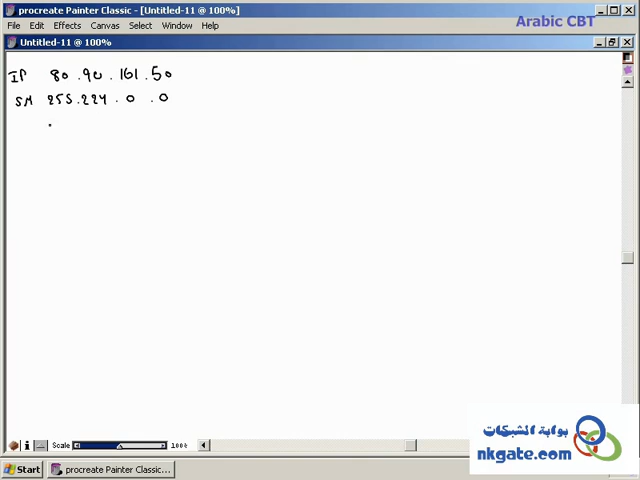 procreate Painter Classic - [Untitled-11 @ 100%]
Arabic CBT
File Edit Effects Canvas Select Window Help
Untitled-11 @ 100%
IP 80 . 90 . 161 . 50
SM 255 . 224 . 0 . 0
Scale 100%
بوابة الشبكات
nkgate.com
Start procreate Painter Classic...